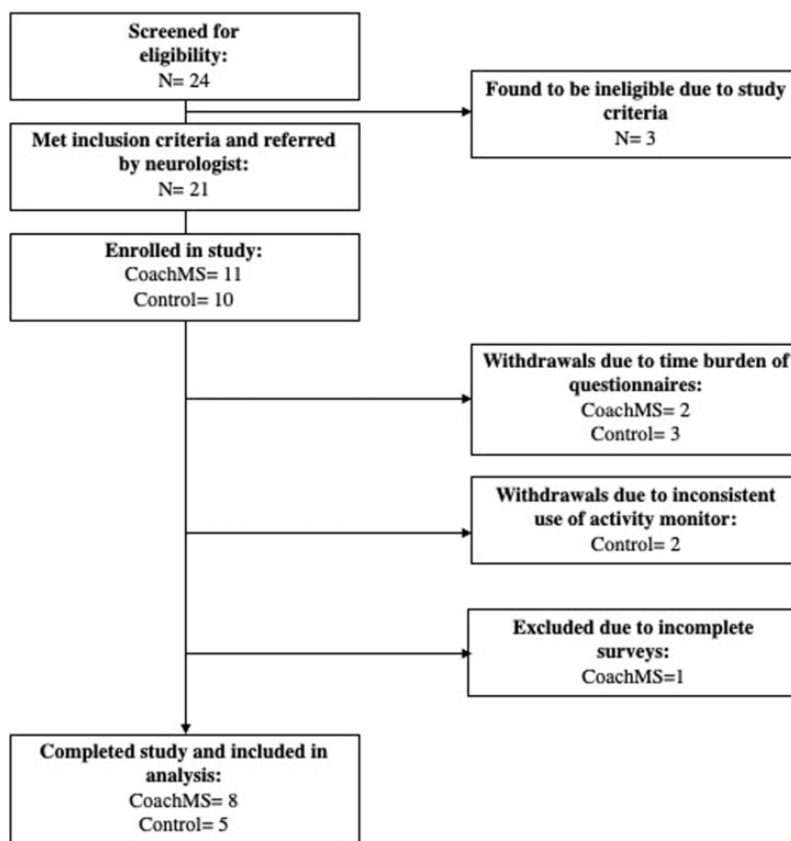 Screened for
eligibility:
N= 24
Found to be ineligible due to study
criteria
N= 3
Met inclusion criteria and referred
by neurologist:
N= 21
Enrolled in study:
CoachMS= 11
Control= 10
Withdrawals due to time burden of
questionnaires:
CoachMS= 2
Control= 3
Withdrawals due to inconsistent
use of activity monitor:
Control= 2
Excluded due to incomplete
surveys:
CoachMS=1
Completed study and included in
analysis:
CoachMS= 8
Control= 5